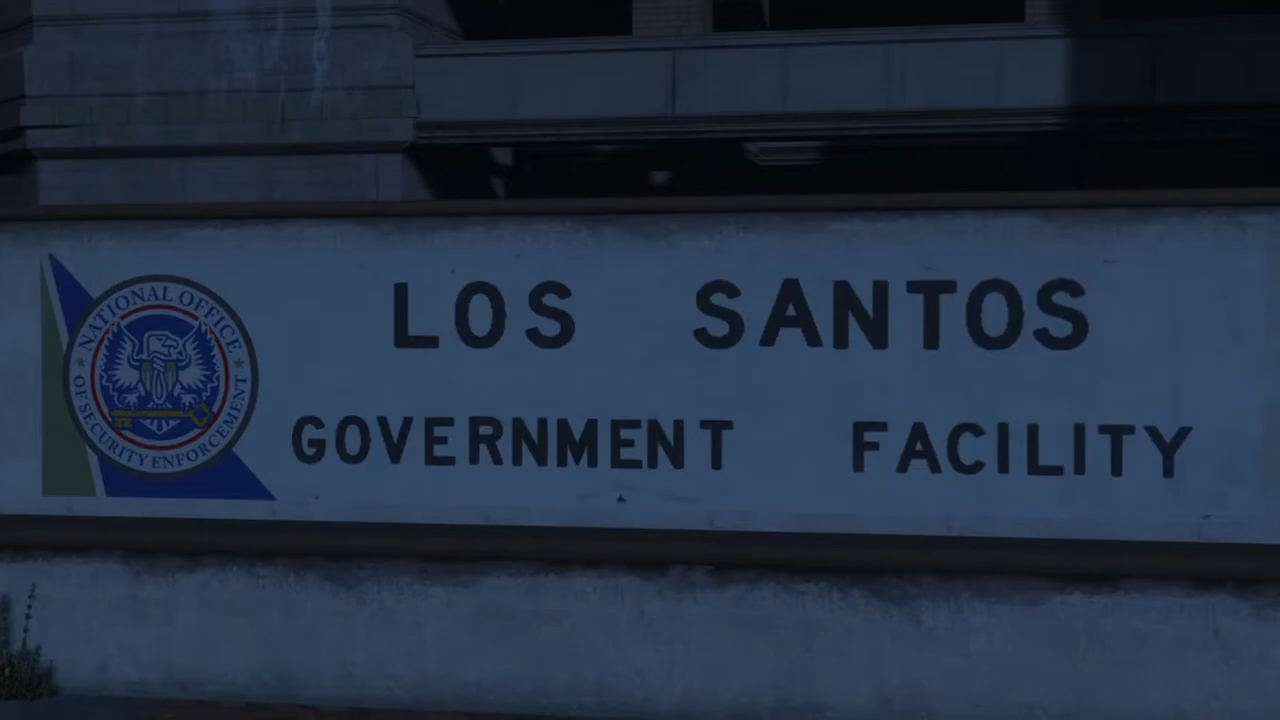 NATIONAL OFFICE
OF SECURITY ENFORCEMENT
LOS SANTOS
GOVERNMENT FACILITY